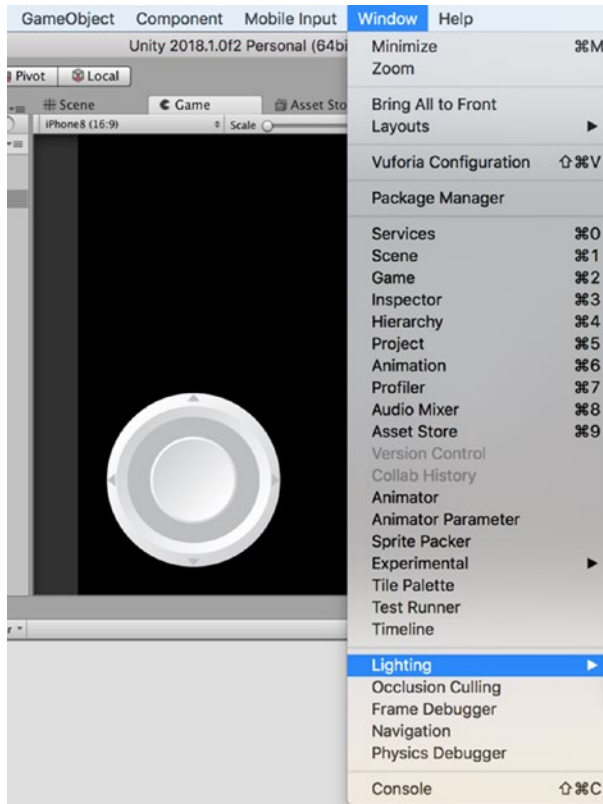 GameObject Component Mobile Input Window Help
Unity 2018.1.0f2 Personal (64bi
Pivot Local
Scene Game Asset Sto
iPhone8 (16:9) Scale
Minimize ⌘M
Zoom
Bring All to Front
Layouts ▶
Vuforia Configuration ⇧⌘V
Package Manager
Services ⌘0
Scene ⌘1
Game ⌘2
Inspector ⌘3
Hierarchy ⌘4
Project ⌘5
Animation ⌘6
Profiler ⌘7
Audio Mixer ⌘8
Asset Store ⌘9
Version Control
Collab History
Animator
Animator Parameter
Sprite Packer
Experimental ▶
Tile Palette
Test Runner
Timeline
Lighting ▶
Occlusion Culling
Frame Debugger
Navigation
Physics Debugger
Console ⇧⌘C